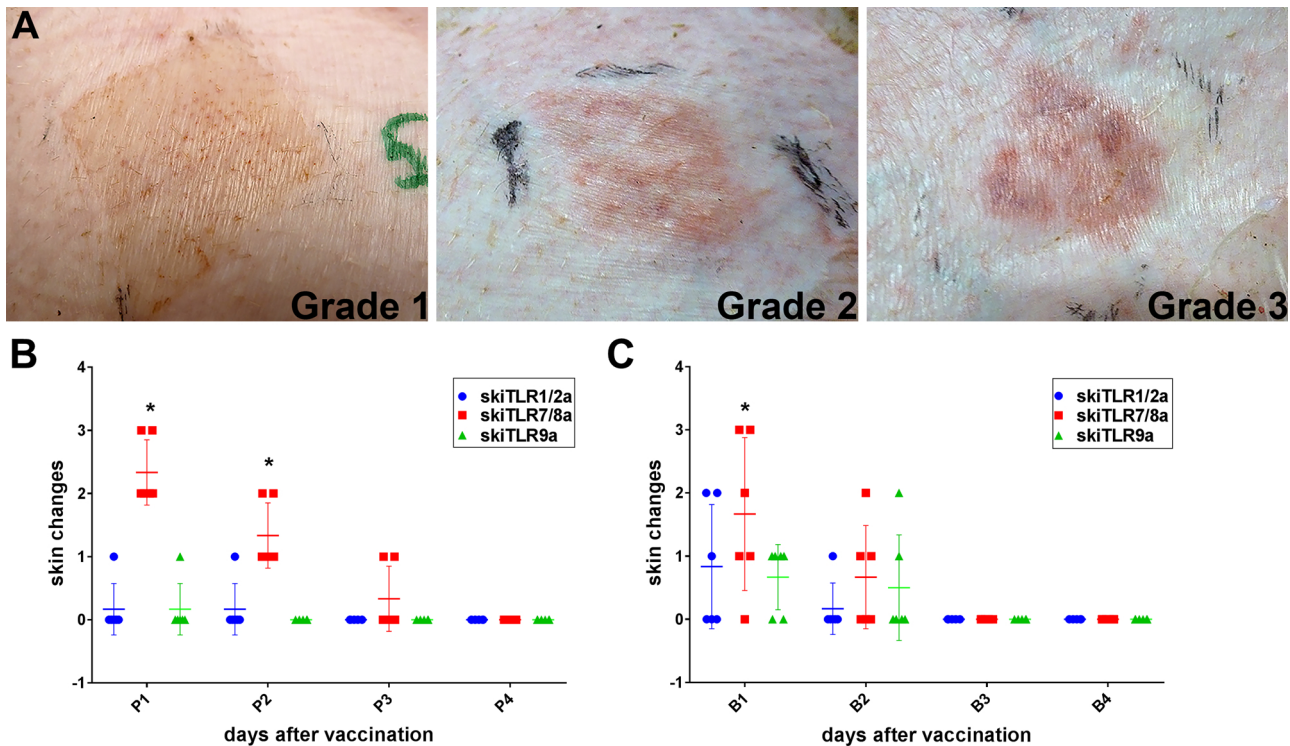 A
S
Grade 1
Grade 2
Grade 3
B
4
3
2
1
0
-1
skin changes
* *
skiTLR1/2a
skiTLR7/8a
skiTLR9a
P1 P2 P3 P4
days after vaccination
C
4
3
2
1
0
-1
skin changes
*
skiTLR1/2a
skiTLR7/8a
skiTLR9a
B1 B2 B3 B4
days after vaccination